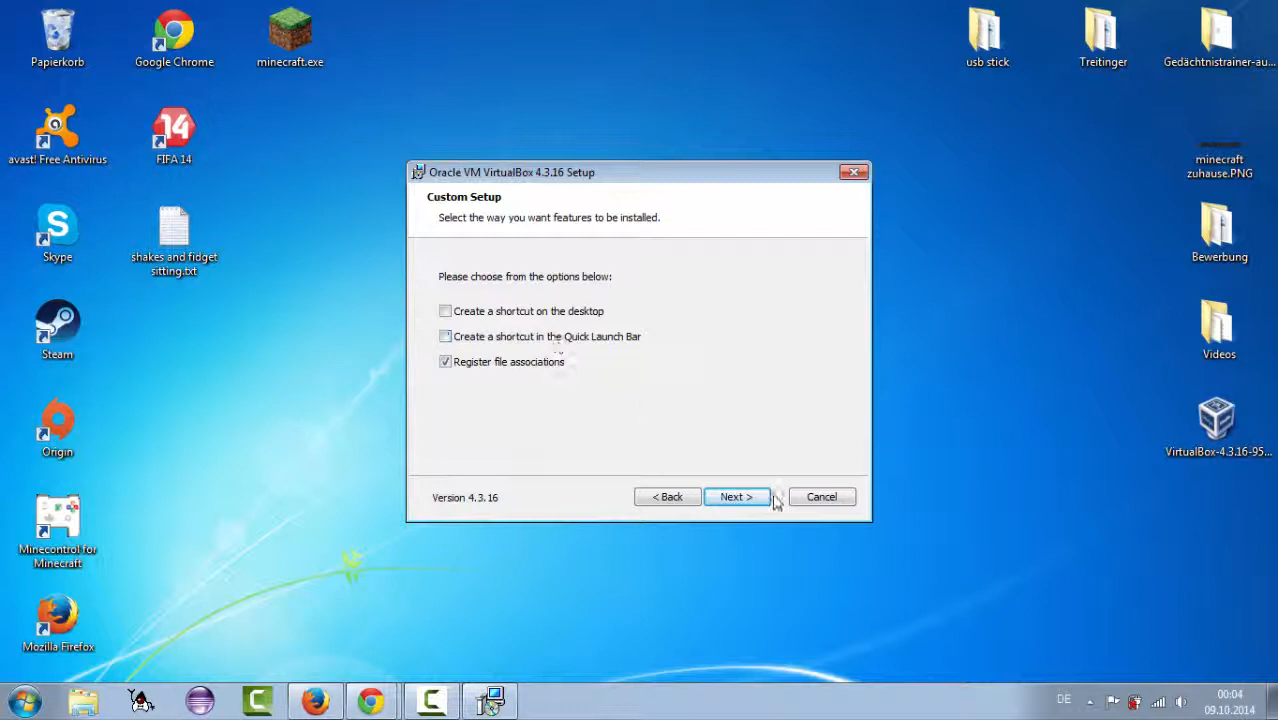 Papierkorb
Google Chrome
minecraft.exe
usb stick
Treitinger
Gedächtnistrainer-au...
avast! Free Antivirus
14
FIFA 14
minecraft
zuhause.PNG
Skype
shakes and fidget
sitting.txt
Bewerbung
Steam
Videos
Origin
VirtualBox-4.3.16-95...
Minecontrol for
Minecraft
Mozilla Firefox
Oracle VM VirtualBox 4.3.16 Setup
Custom Setup
Select the way you want features to be installed.
Please choose from the options below:
Create a shortcut on the desktop
Create a shortcut in the Quick Launch Bar
Register file associations
Version 4.3.16
< Back
Next >
Cancel
DE
00:04
09.10.2014